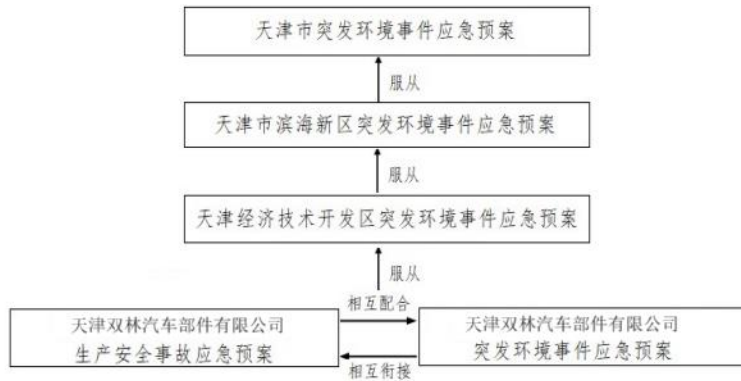 天津市突发环境事件应急预案
服从
天津市滨海新区突发环境事件应急预案
服从
天津经济技术开发区突发环境事件应急预案
服从
相互配合
天津双林汽车部件有限公司
生产安全事故应急预案
天津双林汽车部件有限公司
突发环境事件应急预案
相互衔接